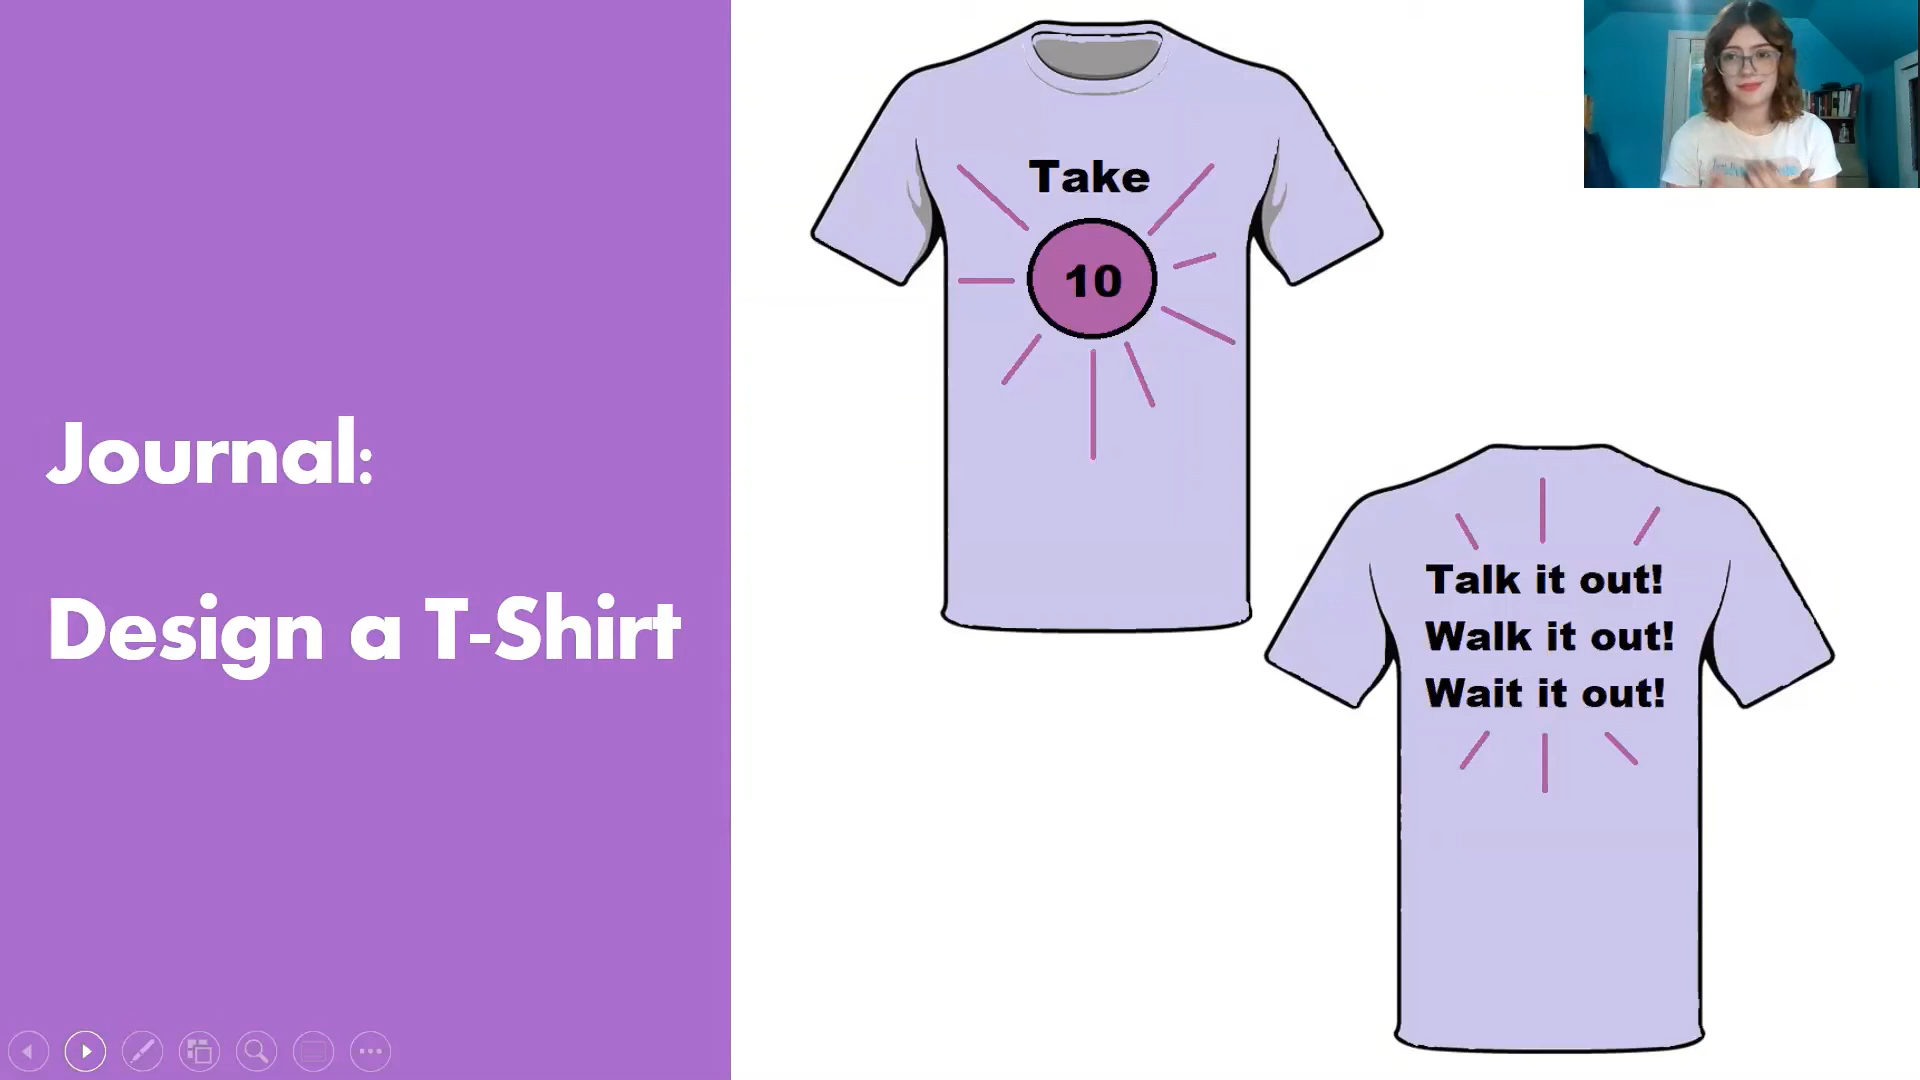 Journal:
Design a T-Shirt
Take
10
Talk it out!
Walk it out!
Wait it out!